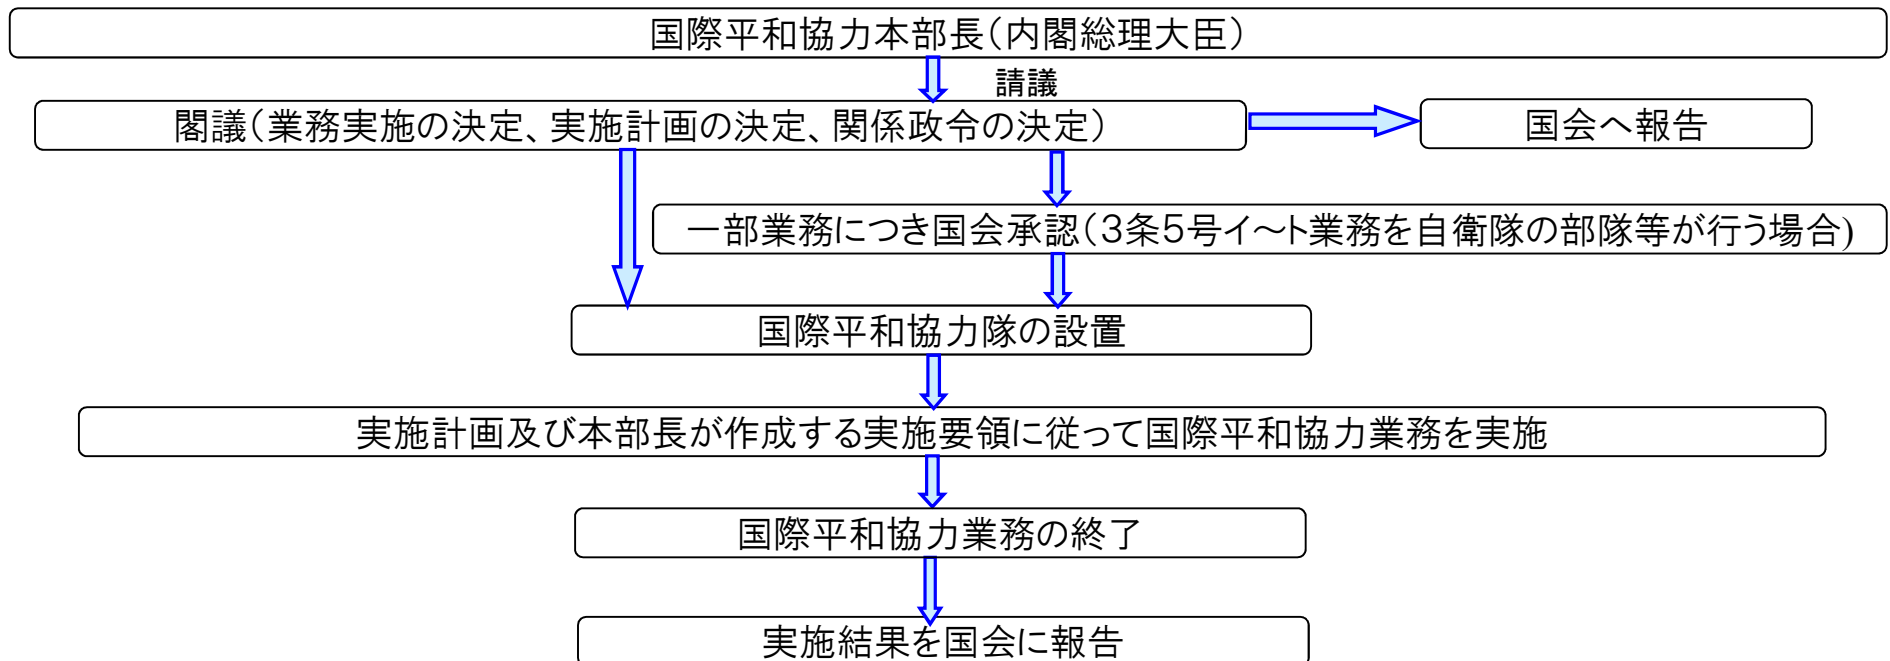 国際平和協力本部長（内閣総理大臣）
請議
閣議（業務実施の決定、実施計画の決定、関係政令の決定）
国会へ報告
一部業務につき国会承認（３条５号イ～ト業務を自衛隊の部隊等が行う場合)
国際平和協力隊の設置
実施計画及び本部長が作成する実施要領に従って国際平和協力業務を実施
国際平和協力業務の終了
実施結果を国会に報告